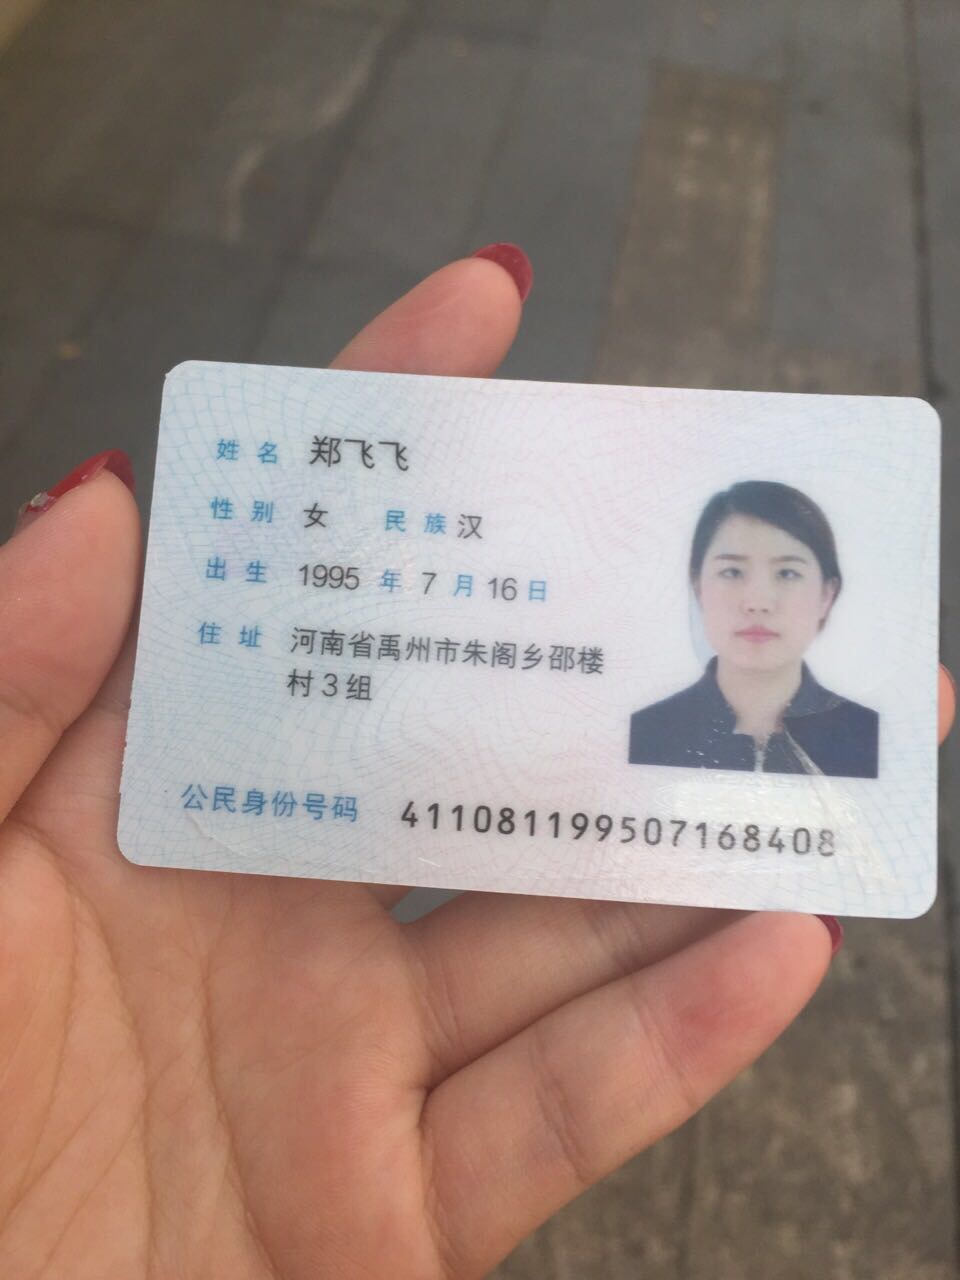 姓名 郑飞飞
性别 女 民族 汉
出生 1995 年 7 月 16 日
住址 河南省禹州市朱阁乡邵楼
村3组
公民身份号码 411081199507168408